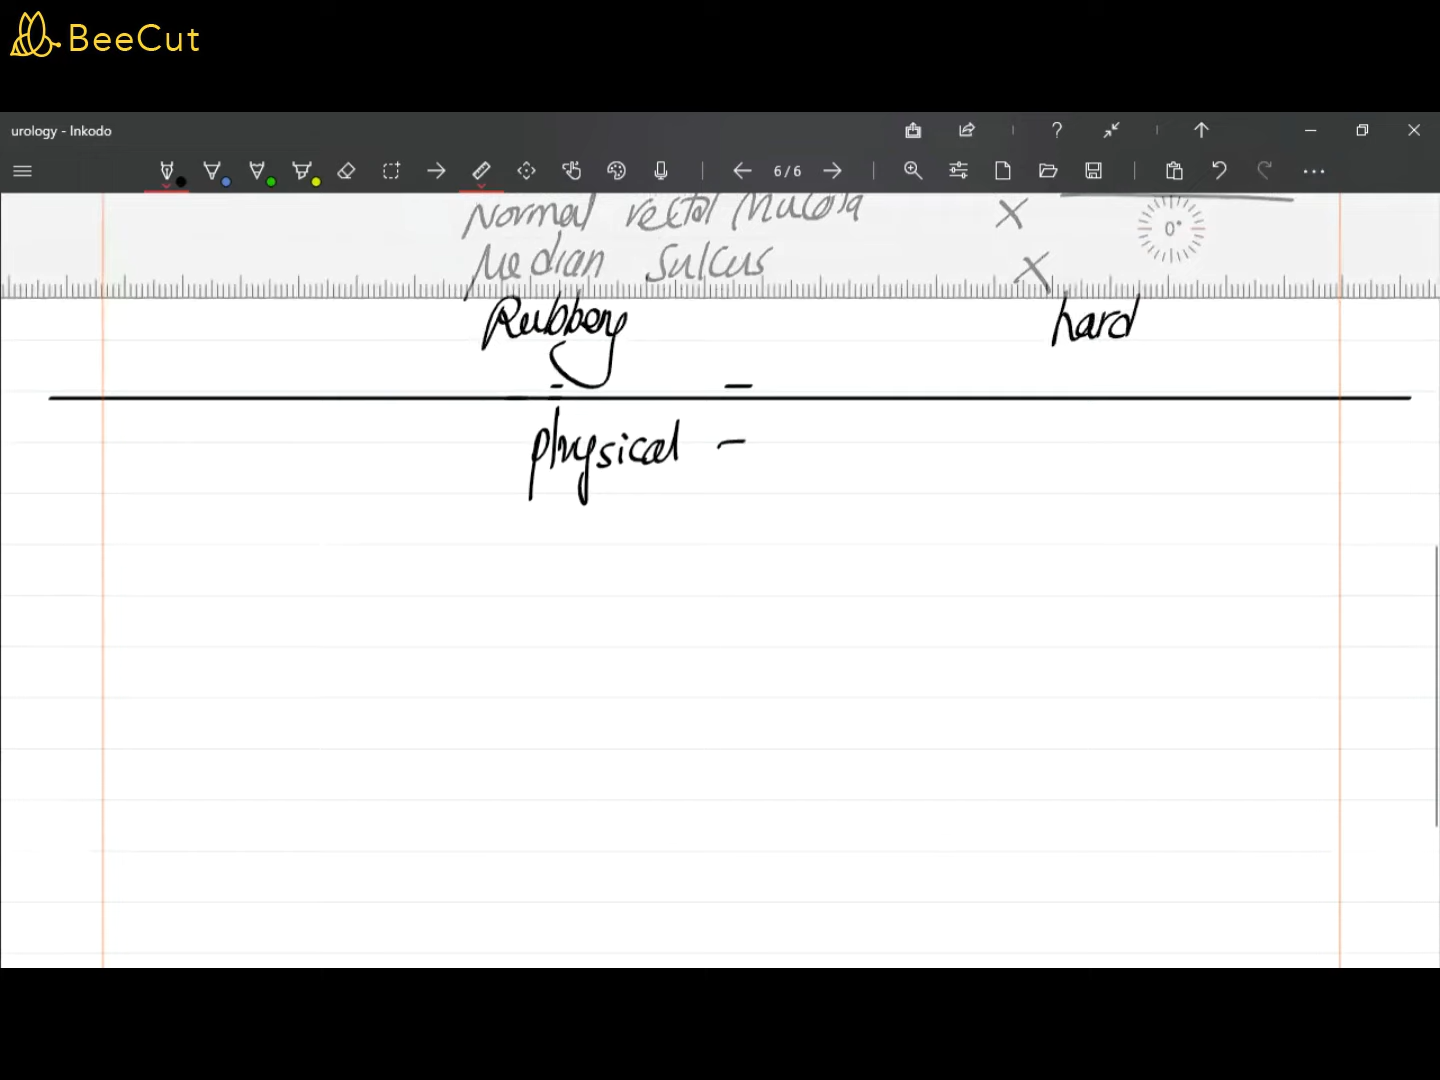 BeeCut
urology - Inkodo
6/6
Normal rectal Mucosa X
0°
Median Sulcus X
Rubbery hard
physical -